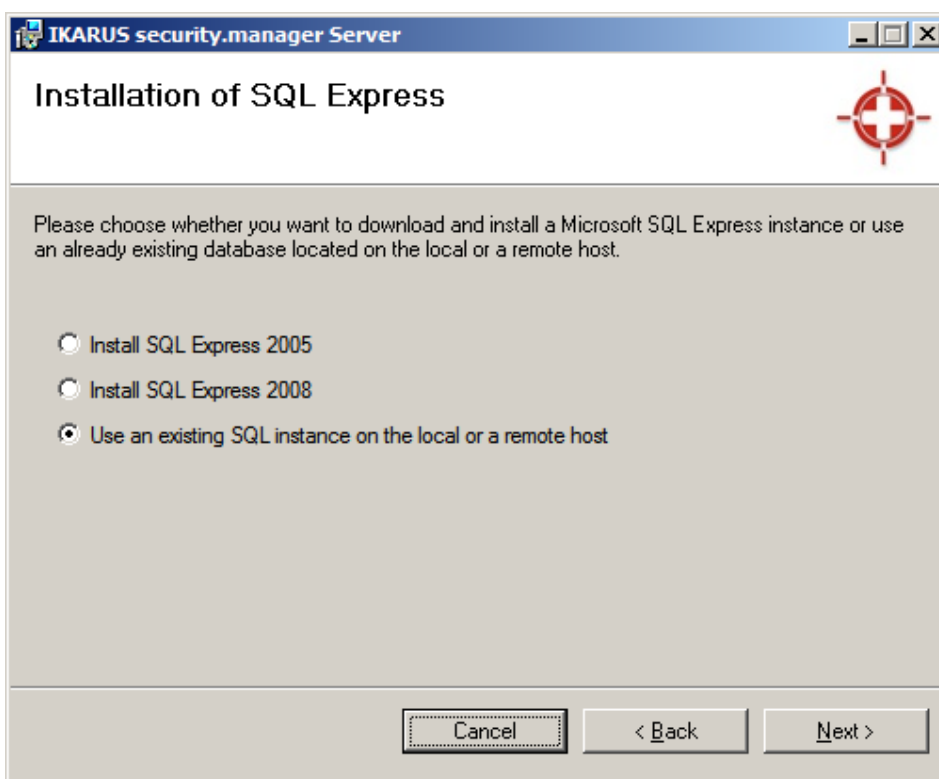 IKARUS security.manager Server
Installation of SQL Express
Please choose whether you want to download and install a Microsoft SQL Express instance or use
an already existing database located on the local or a remote host.
Install SQL Express 2005
Install SQL Express 2008
Use an existing SQL instance on the local or a remote host
Cancel
< Back
Next >